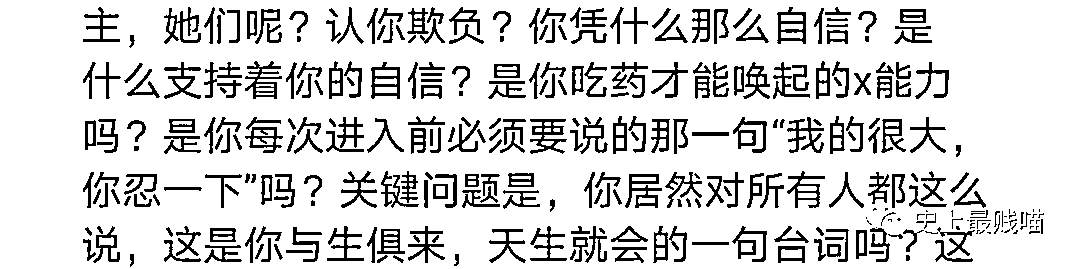 主，她们呢？认你欺负？你凭什么那么自信？是
什么支持着你的自信？是你吃药才能唤起的x能力
吗？是你每次进入前必须要说的那一句“我的很大，
你忍一下”吗？关键问题是，你居然对所有人都这么
说，这是你与生俱来，天生就会的一句台词吗？这
史上最贱喵